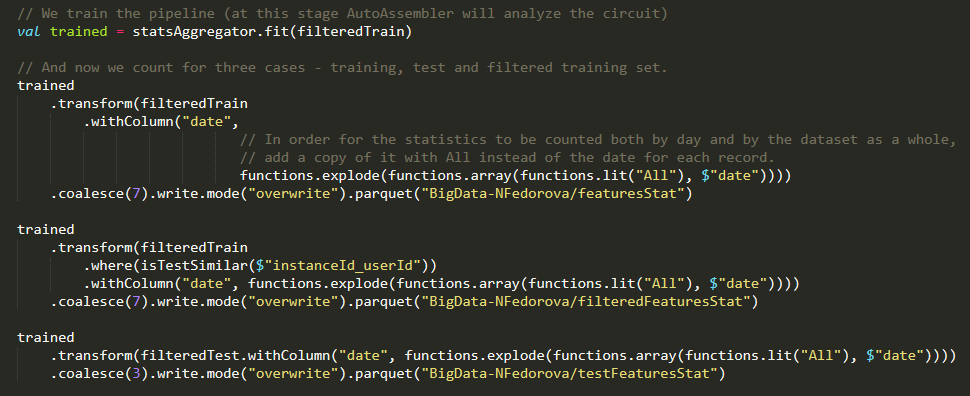 // We train the pipeline (at this stage AutoAssembler will analyze the circuit)
val trained = statsAggregator.fit(filteredTrain)
// And now we count for three cases - training, test and filtered training set.
trained
.transform(filteredTrain
.withColumn("date",
// In order for the statistics to be counted both by day and by the dataset as a whole,
// add a copy of it with All instead of the date for each record.
functions.explode(functions.array(functions.lit("All"), $"date"))))
.coalesce(7).write.mode("overwrite").parquet("BigData-NFedorova/featuresStat")
trained
.transform(filteredTrain
.where(isTestSimilar($"instanceId_userId"))
.withColumn("date", functions.explode(functions.array(functions.lit("All"), $"date"))))
.coalesce(7).write.mode("overwrite").parquet("BigData-NFedorova/filteredFeaturesStat")
trained
.transform(filteredTest.withColumn("date", functions.explode(functions.array(functions.lit("All"), $"date"))))
.coalesce(3).write.mode("overwrite").parquet("BigData-NFedorova/testFeaturesStat")